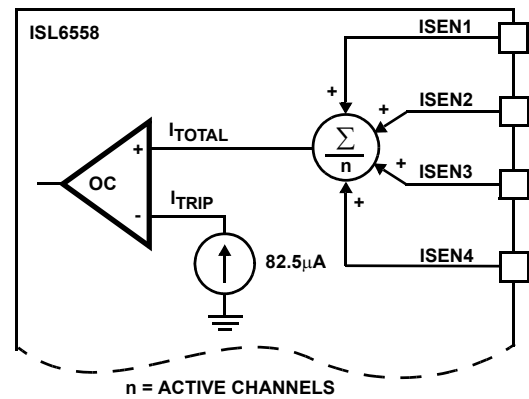 ISL6558
ISEN1
+
ISEN2
+
I_TOTAL
Σ
n
+
OC
+
ISEN3
I_TRIP
-
+
82.5μA
ISEN4
n = ACTIVE CHANNELS